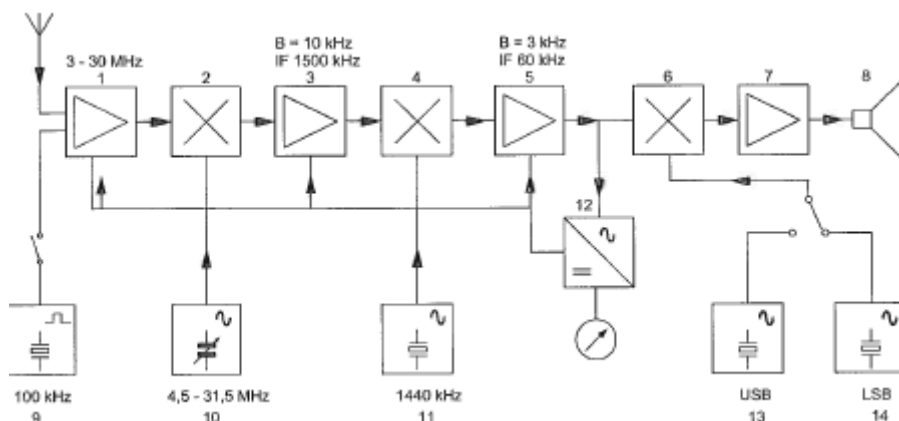 B = 10 kHz
B = 3 kHz
3 - 30 MHz
IF 1500 kHz
IF 60 kHz
1
2
3
4
5
6
7
8
12
100 kHz
4,5 - 31,5 MHz
1440 kHz
USB
LSB
9
10
11
13
14